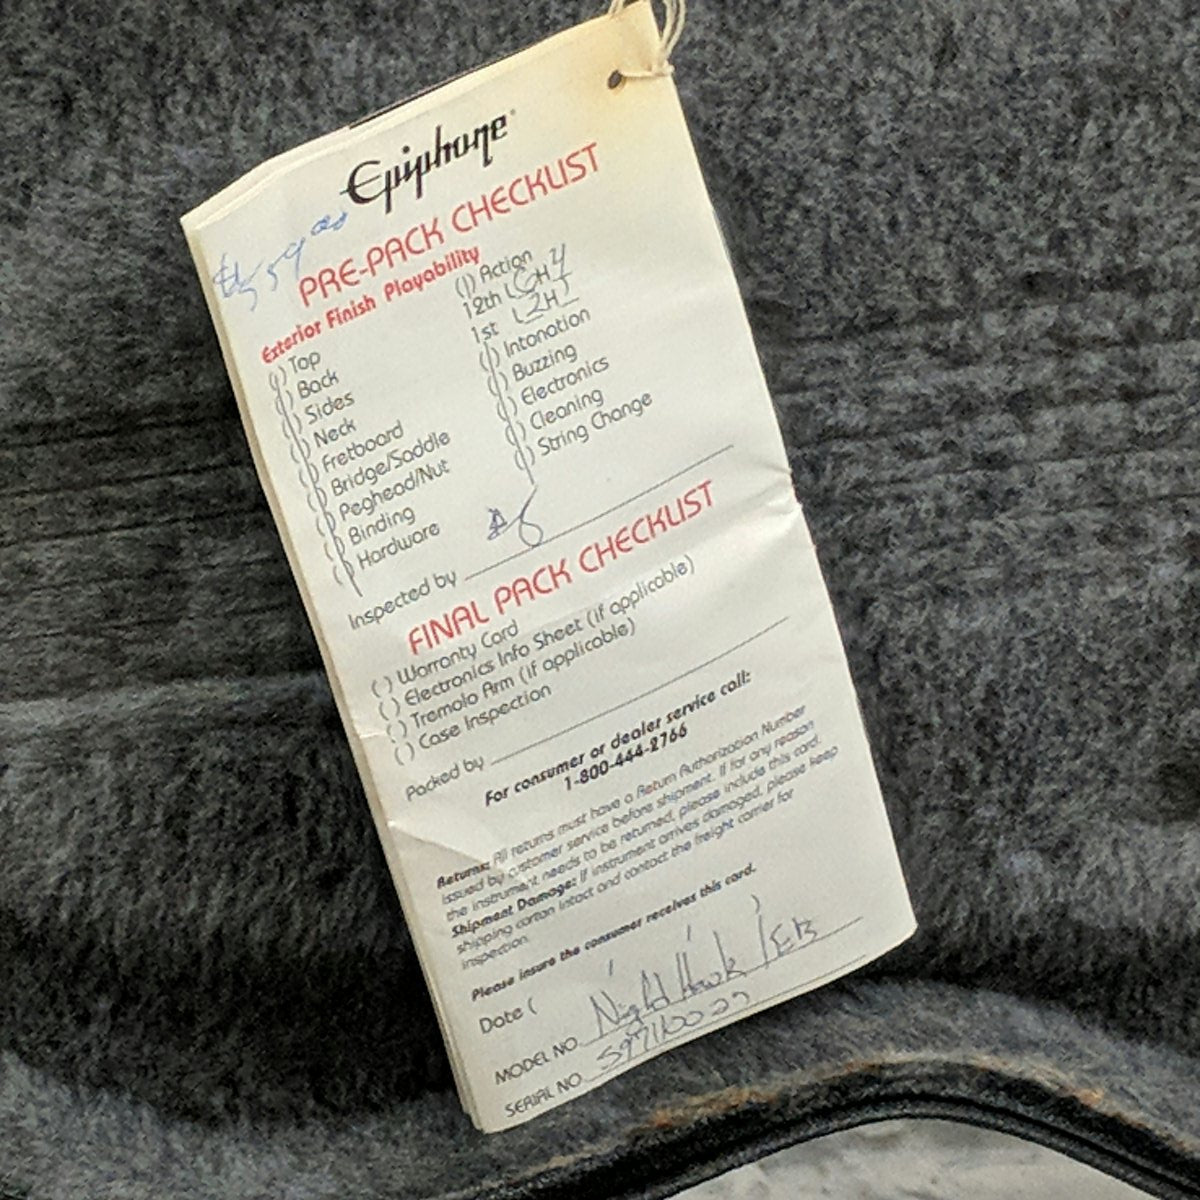 Epiphone®
PRE-PACK CHECKLIST
Exterior Finish Playability
( ) Top
( ) Back
( ) Sides
( ) Neck
( ) Fretboard
( ) Bridge/Saddle
( ) Peghead/Nut
( ) Binding
( ) Hardware
( ) Action
12th
1st
( ) Intonation
( ) Buzzing
( ) Electronics
( ) Cleaning
( ) String Change
Inspected by
FINAL PACK CHECKLIST
( ) Warranty Card
( ) Electronics Info Sheet (if applicable)
( ) Tremolo Arm (if applicable)
( ) Case Inspection
Packed by
For consumer or dealer service call:
1-800-444-2766
Returns: All returns must have a Return Authorization Number
issued by customer service before shipment. If for any reason
the instrument needs to be returned, please include this card.
Shipment Damage: If instrument arrives damaged, please keep
shipping carton intact and contact the freight carrier for
inspection.
Please insure the consumer receives this card.
Date (
MODEL NO. Night Hawk / EB
SERIAL NO.